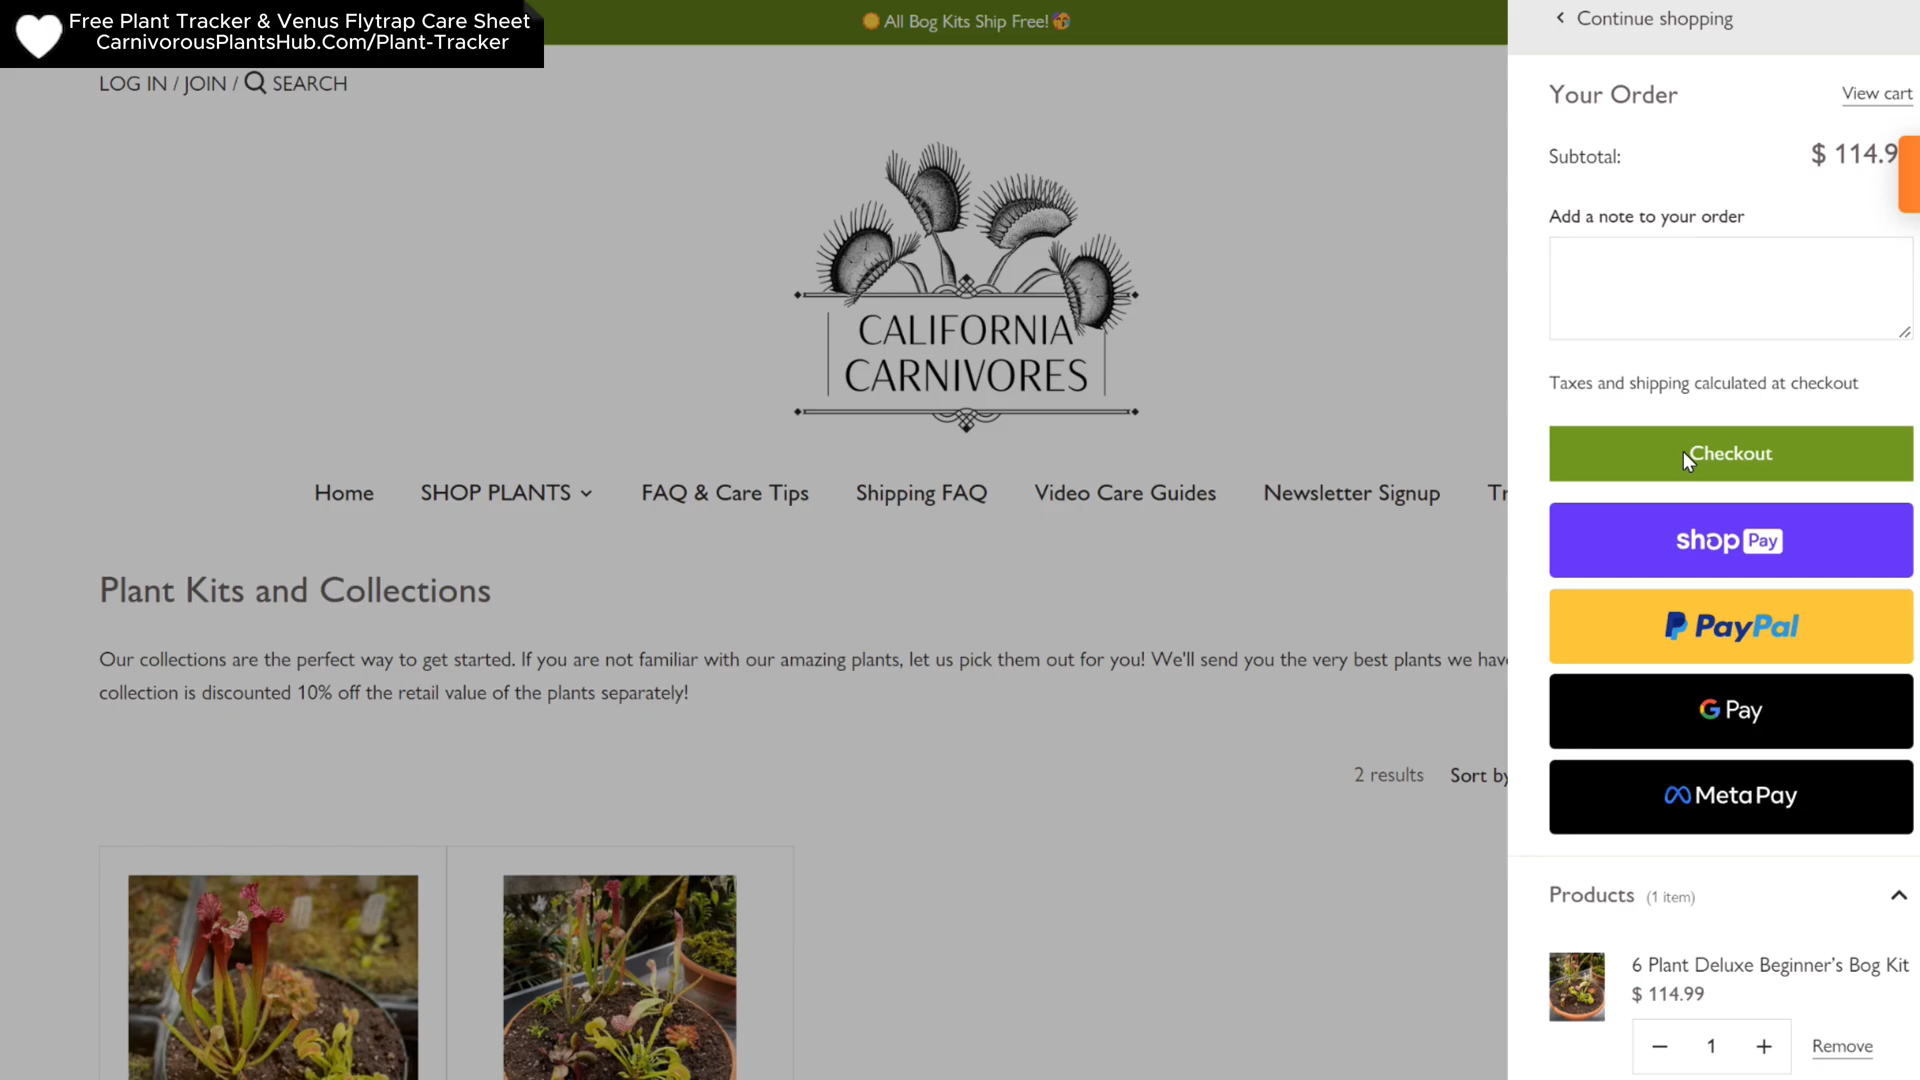 Free Plant Tracker & Venus Flytrap Care Sheet
CarnivorousPlantsHub.Com/Plant-Tracker
All Bog Kits Ship Free!
LOG IN / JOIN / SEARCH
CALIFORNIA
CARNIVORES
Home SHOP PLANTS FAQ & Care Tips Shipping FAQ Video Care Guides Newsletter Signup Tr
Plant Kits and Collections
Our collections are the perfect way to get started. If you are not familiar with our amazing plants, let us pick them out for you! We'll send you the very best plants we hav
collection is discounted 10% off the retail value of the plants separately!
2 results Sort by
Continue shopping
Your Order View cart
Subtotal: $ 114.9
Add a note to your order
Taxes and shipping calculated at checkout
Checkout
shop Pay
PayPal
G Pay
Meta Pay
Products (1 item)
6 Plant Deluxe Beginner's Bog Kit
$ 114.99
− 1 + Remove